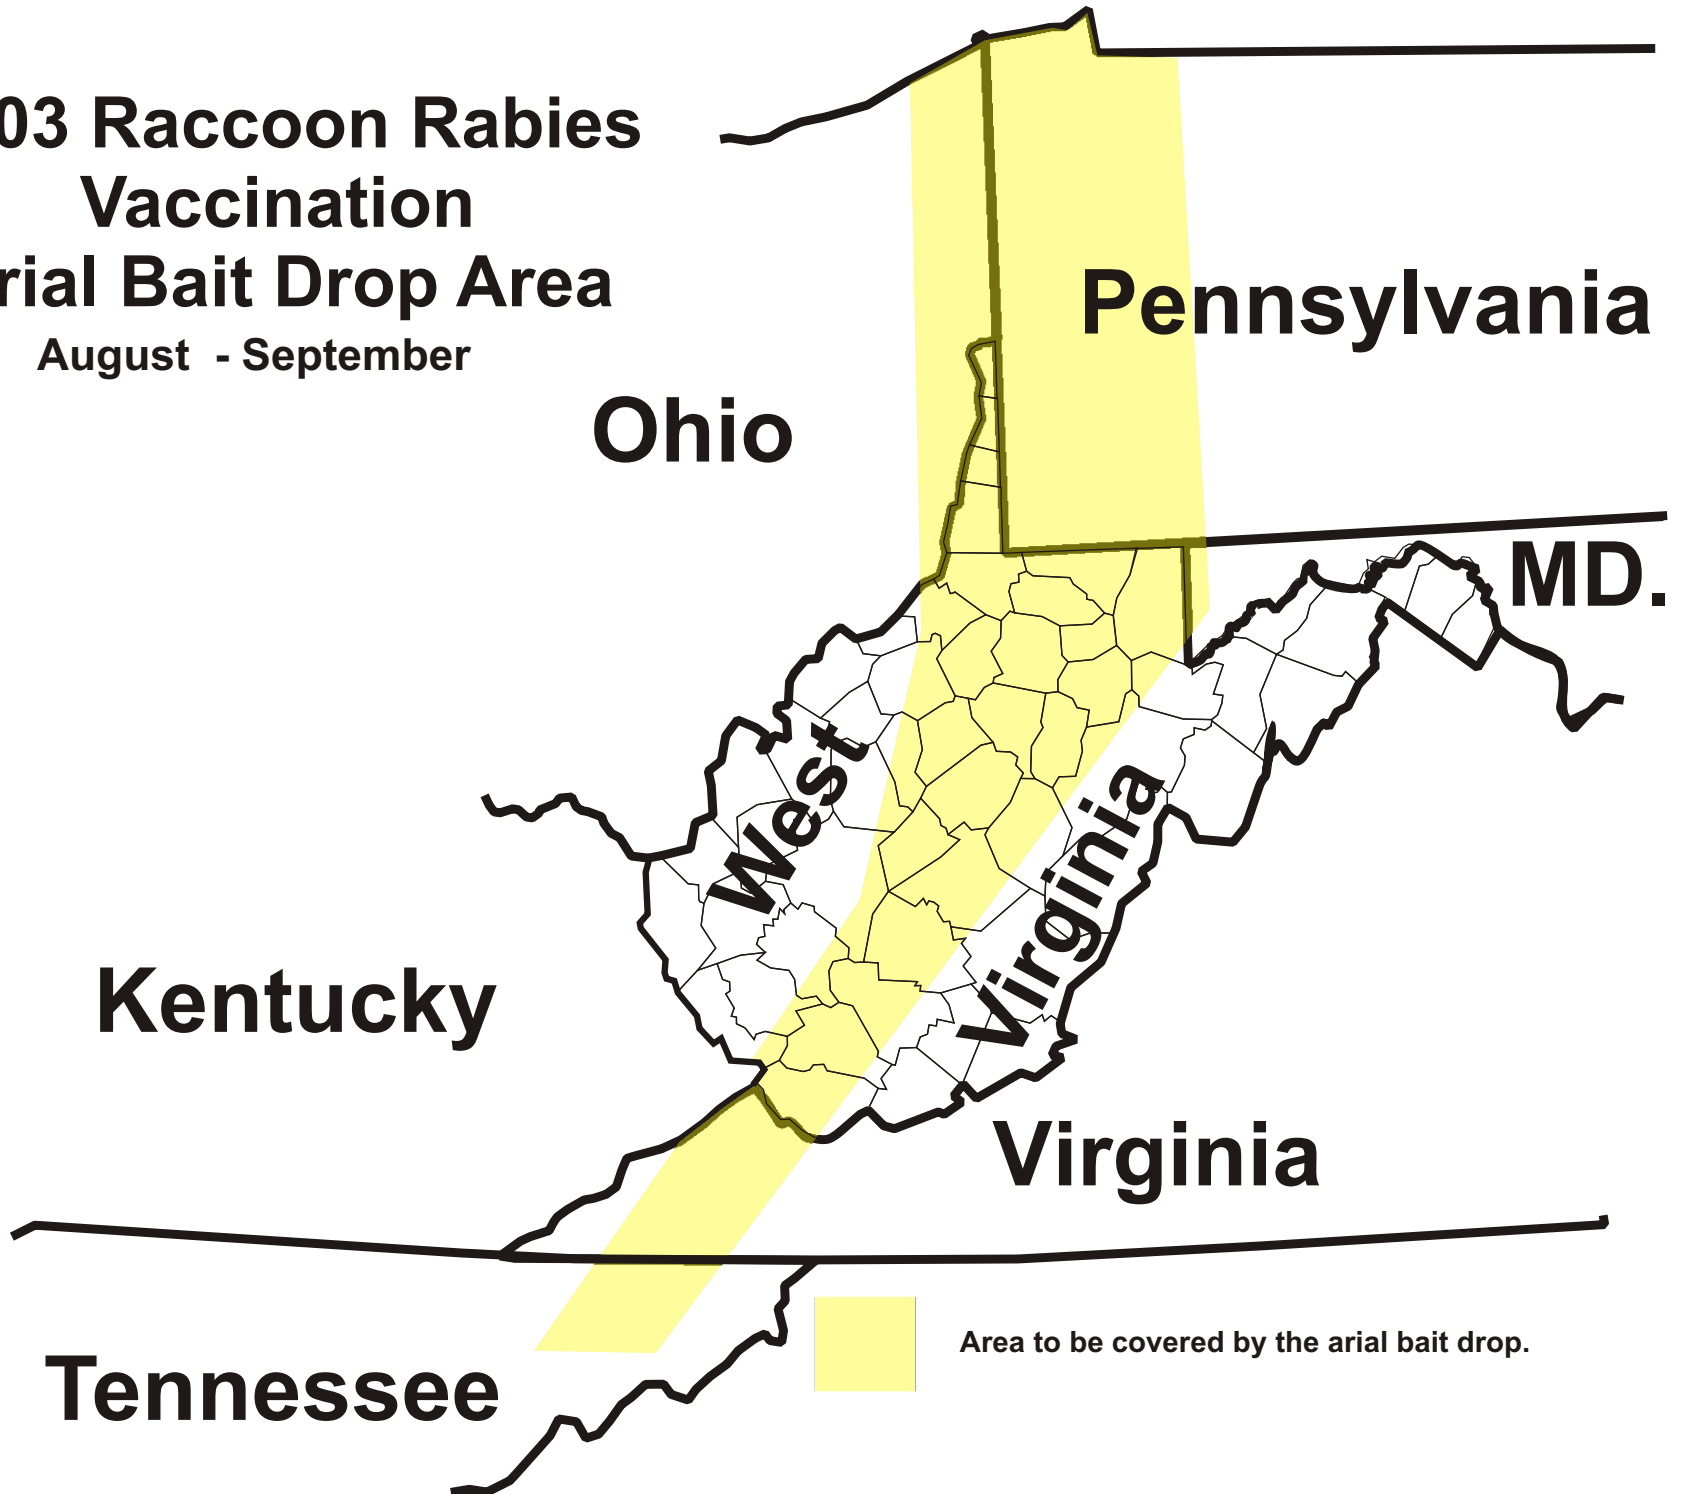 03 Raccoon Rabies
Vaccination
rial Bait Drop Area
August - September
Pennsylvania
Ohio
MD.
West
Virginia
Kentucky
Virginia
Tennessee
Area to be covered by the arial bait drop.